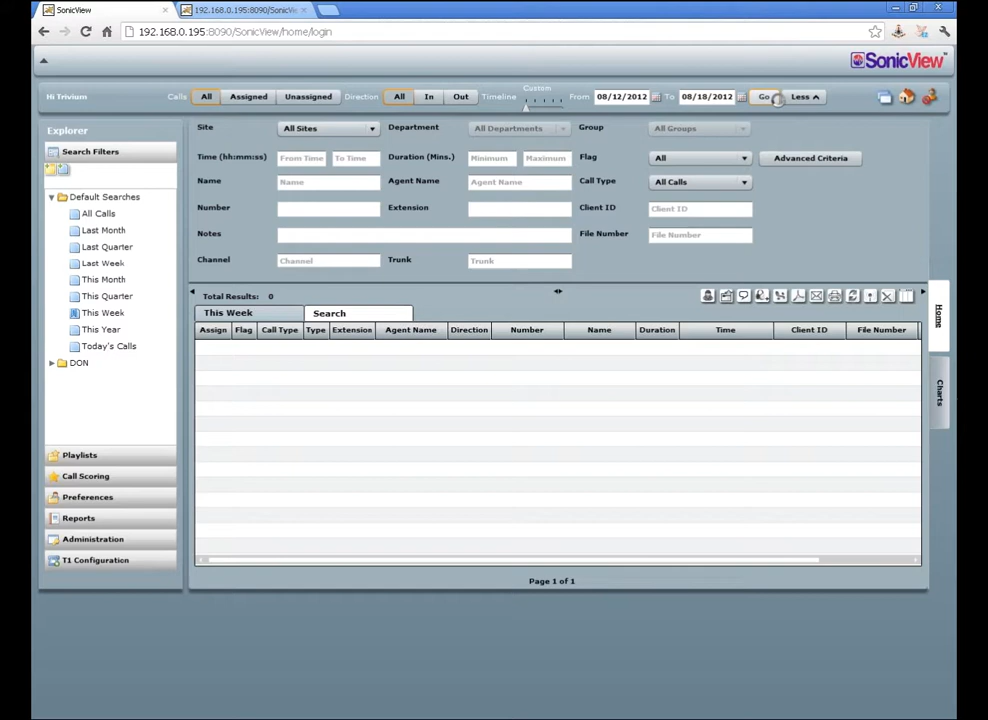 SonicView
192.168.0.195:8090/SonicVie
192.168.0.195:8090/SonicView/home/login
SonicView
Hi Trivium
Calls All Assigned Unassigned Direction All In Out Timeline Custom From 08/12/2012 To 08/18/2012 Go Less
Explorer
Search Filters
Default Searches
All Calls
Last Month
Last Quarter
Last Week
This Month
This Quarter
This Week
This Year
Today's Calls
DON
Playlists
Call Scoring
Preferences
Reports
Administration
T1 Configuration
Site All Sites Department All Departments Group All Groups
Time (hh:mm:ss) From Time To Time Duration (Mins.) Minimum Maximum Flag All Advanced Criteria
Name Name Agent Name Agent Name Call Type All Calls
Number Extension Client ID Client ID
Notes File Number File Number
Channel Channel Trunk Trunk
Total Results: 0
This Week Search
Assign Flag Call Type Type Extension Agent Name Direction Number Name Duration Time Client ID File Number
Page 1 of 1
Home
Charts